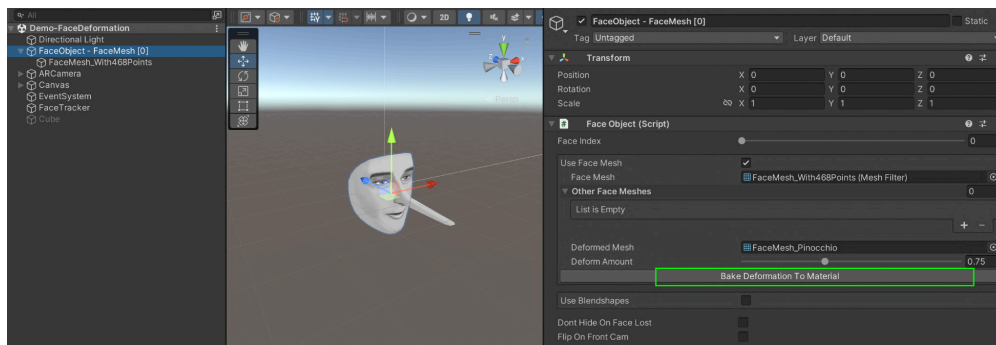 All
Demo-FaceDeformation
Directional Light
FaceObject - FaceMesh [0]
FaceMesh_With468Points
ARCamera
Canvas
EventSystem
FaceTracker
Cube
2D
y
Persp
FaceObject - FaceMesh [0]
Static
Tag Untagged Layer Default
Transform
Position X 0 Y 0 Z 0
Rotation X 0 Y 0 Z 0
Scale X 1 Y 1 Z 1
# Face Object (Script)
Face Index 0
Use Face Mesh
Face Mesh FaceMesh_With468Points (Mesh Filter)
Other Face Meshes 0
List is Empty
+ -
Deformed Mesh FaceMesh_Pinocchio
Deform Amount 0.75
Bake Deformation To Material
Use Blendshapes
Dont Hide On Face Lost
Flip On Front Cam